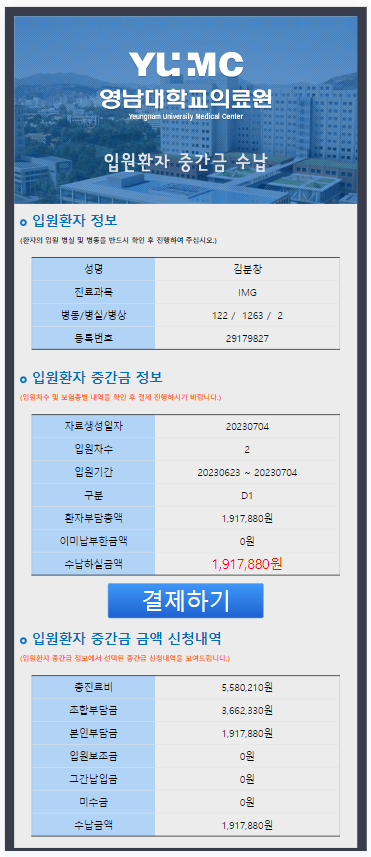 YUMC
영남대학교의료원
Yeungnam University Medical Center
입원환자 중간금 수납
입원환자 정보
(환자의 입원 병실 및 병동을 반드시 확인 후 진행하여 주십시오.)
성명 김분창
진료과목 IMG
병동/병실/병상 122 / 1263 / 2
등록번호 29179827
입원환자 중간금 정보
(입원차수 및 보험종별 내역을 확인 후 결제 진행하시기 바랍니다.)
자료생성일자 20230704
입원차수 2
입원기간 20230623 ~ 20230704
구분 D1
환자부담총액 1,917,880원
이미납부한금액 0원
수납하실금액 1,917,880원
결제하기
입원환자 중간금 금액 신청내역
(입원환자 중간금 정보에서 선택된 중간금 신청내역을 보여드립니다.)
총진료비 5,580,210원
조합부담금 3,662,330원
본인부담금 1,917,880원
입원보조금 0원
그간납입금 0원
미수금 0원
수납금액 1,917,880원